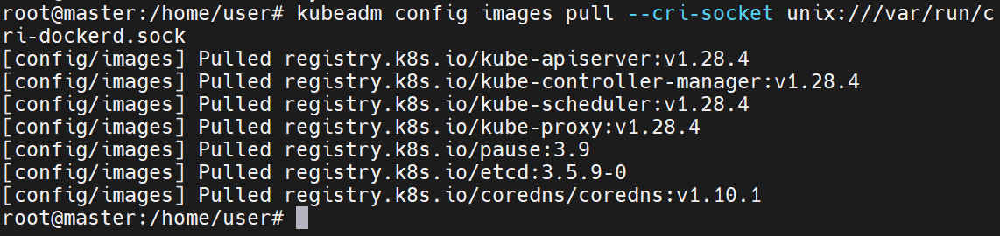 root@master:/home/user# kubeadm config images pull --cri-socket unix:///var/run/c
ri-dockerd.sock
[config/images] Pulled registry.k8s.io/kube-apiserver:v1.28.4
[config/images] Pulled registry.k8s.io/kube-controller-manager:v1.28.4
[config/images] Pulled registry.k8s.io/kube-scheduler:v1.28.4
[config/images] Pulled registry.k8s.io/kube-proxy:v1.28.4
[config/images] Pulled registry.k8s.io/pause:3.9
[config/images] Pulled registry.k8s.io/etcd:3.5.9-0
[config/images] Pulled registry.k8s.io/coredns/coredns:v1.10.1
root@master:/home/user#